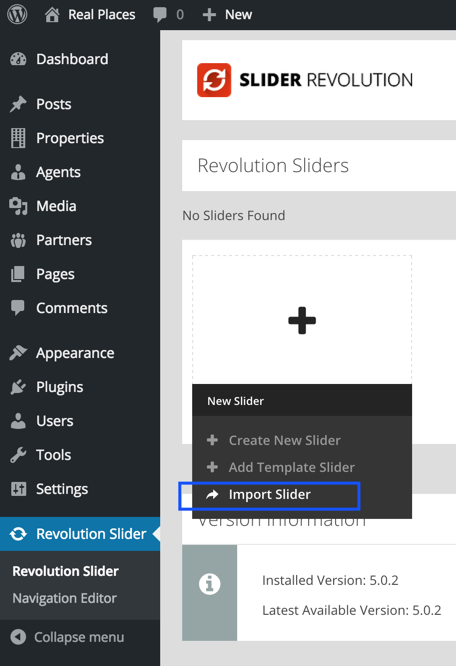 Real Places 0 New
Dashboard
Posts
Properties
Agents
Media
Partners
Pages
Comments
Appearance
Plugins
Users
Tools
Settings
Revolution Slider
Revolution Slider
Navigation Editor
Collapse menu
SLIDER REVOLUTION
Revolution Sliders
No Sliders Found
New Slider
Create New Slider
Add Template Slider
Import Slider
Version Information
Installed Version: 5.0.2
Latest Available Version: 5.0.2